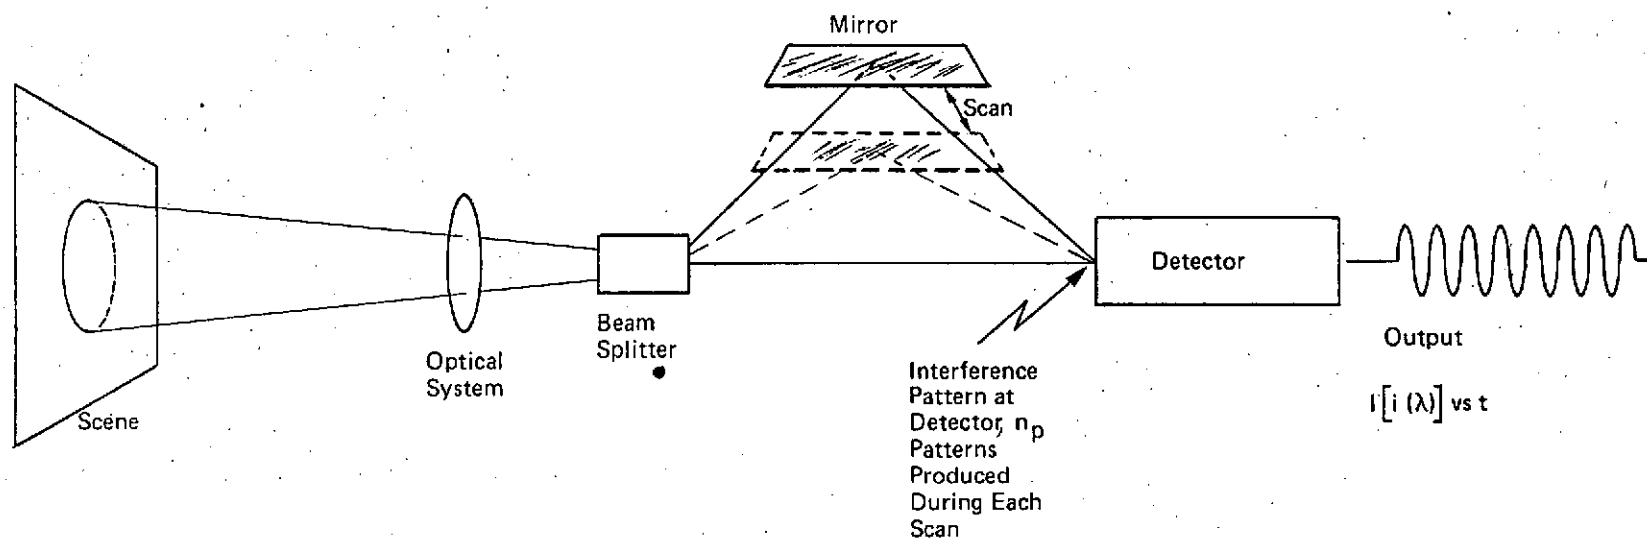 Mirror
Scan
Scene
Optical
System
Beam
Splitter
Detector
Interference
Pattern at
Detector, n_p
Patterns
Produced
During Each
Scan
Output
I[i (λ)] vs t